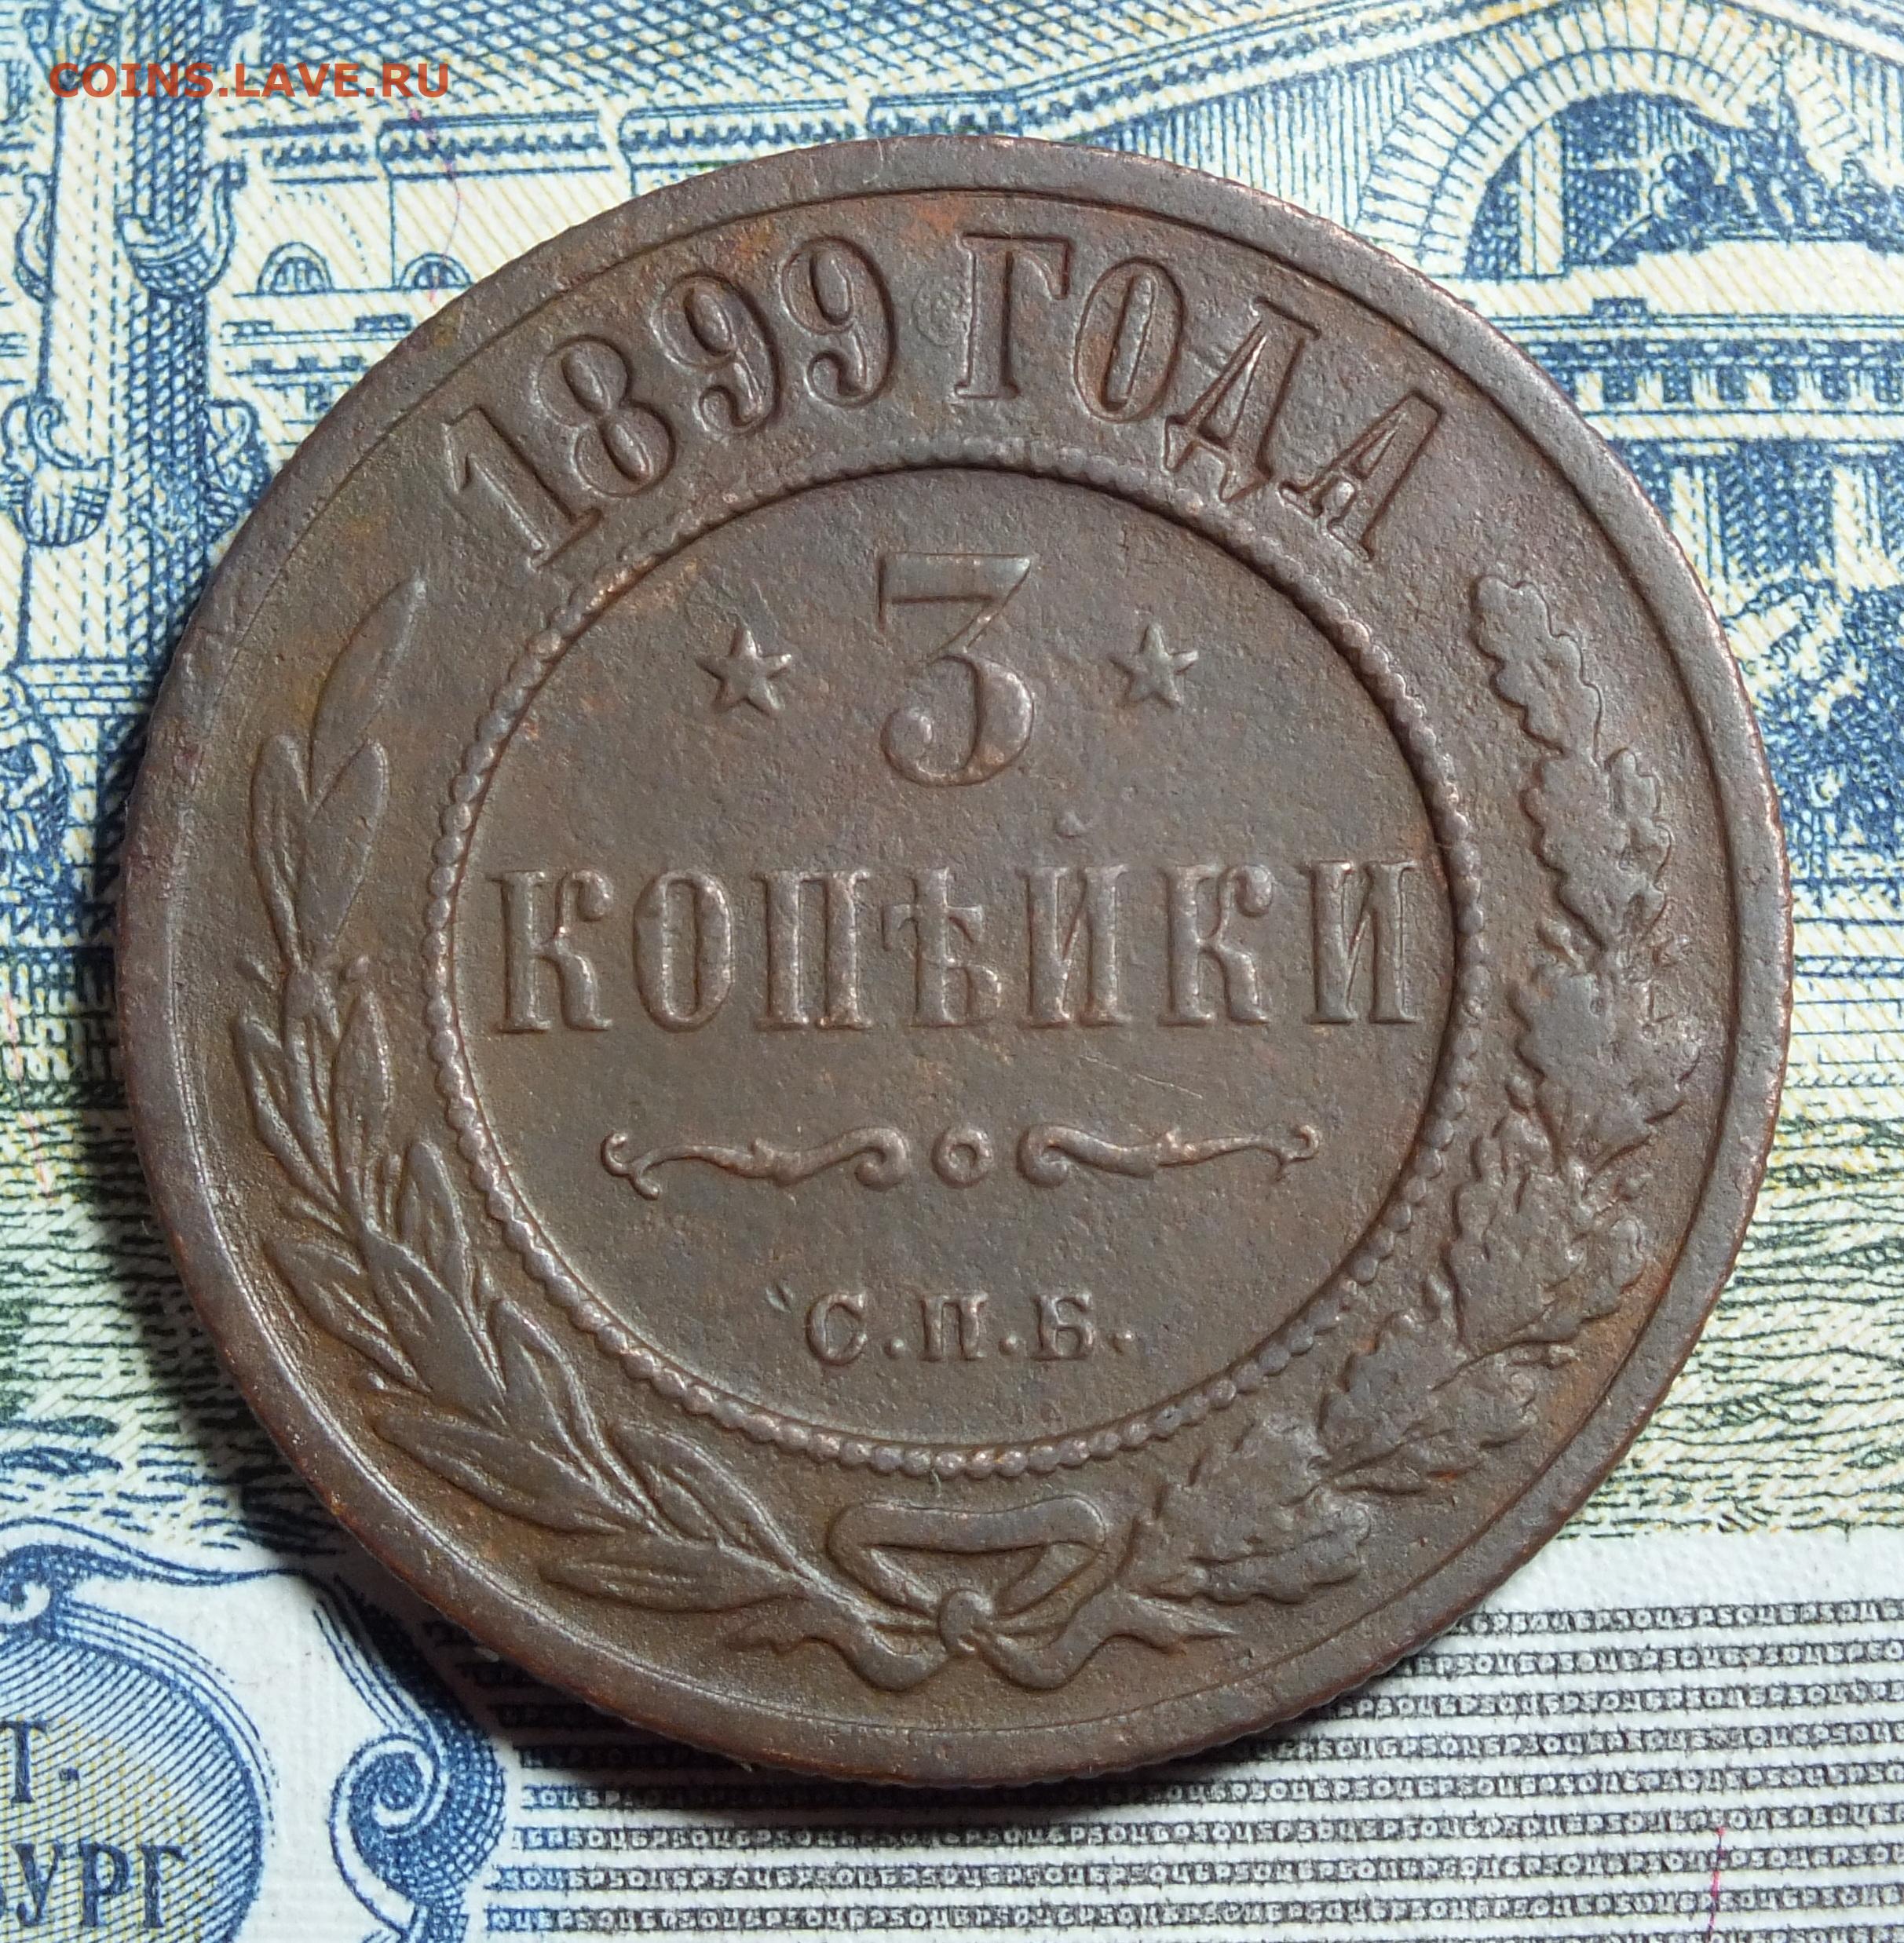 COINS.LAVE.RU
1899 ГОДА
3
КОПѢЙКИ
С.П.Б.
Т-
УРГ